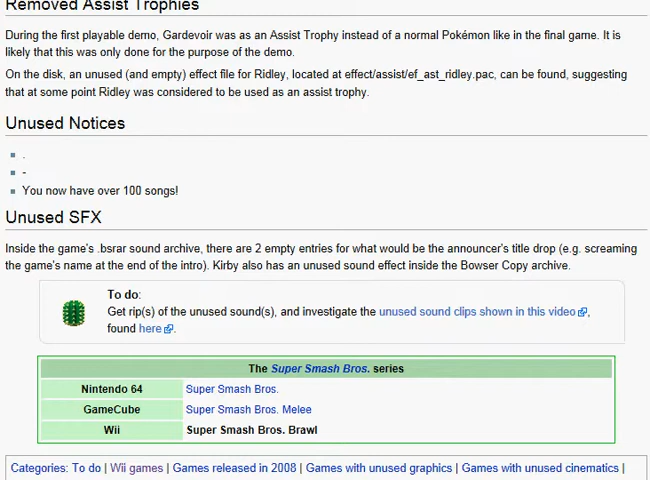 Removed Assist Trophies
During the first playable demo, Gardevoir was as an Assist Trophy instead of a normal Pokémon like in the final game. It is
likely that this was only done for the purpose of the demo.
On the disk, an unused (and empty) effect file for Ridley, located at effect/assist/ef_ast_ridley.pac, can be found, suggesting
that at some point Ridley was considered to be used as an assist trophy.
Unused Notices
.
-
You now have over 100 songs!
Unused SFX
Inside the game's .bsrar sound archive, there are 2 empty entries for what would be the announcer's title drop (e.g. screaming
the game's name at the end of the intro). Kirby also has an unused sound effect inside the Bowser Copy archive.
To do:
Get rip(s) of the unused sound(s), and investigate the unused sound clips shown in this video,
found here.
The Super Smash Bros. series
Nintendo 64 Super Smash Bros.
GameCube Super Smash Bros. Melee
Wii Super Smash Bros. Brawl
Categories: To do | Wii games | Games released in 2008 | Games with unused graphics | Games with unused cinematics |